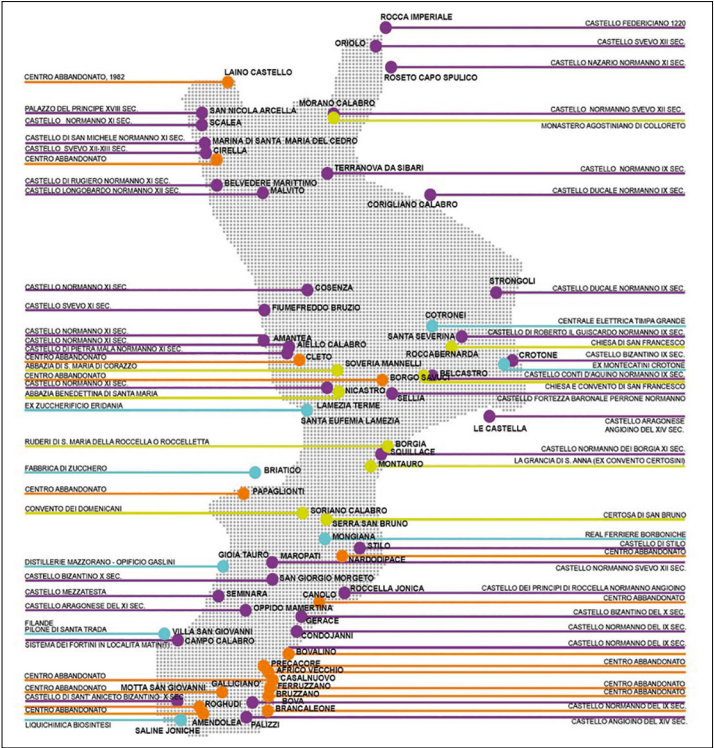 ROCCA IMPERIALE
CASTELLO FEDERICIANO 1220
ORIOLO
CASTELLO SVEVO XII SEC.
CASTELLO NAZARIO NORMANNO XI SEC.
ROSETO CAPO SPULICO
LAINO CASTELLO
CENTRO ABBANDONATO, 1982
MORANO CALABRO
PALAZZO DEL PRINCIPE XVIII SEC.
SAN NICOLA ARCELLA
CASTELLO NORMANNO SVEVO XII SEC.
CASTELLO NORMANNO XI SEC.
SCALEA
MONASTERO AGOSTINIANO DI COLLORETO
CASTELLO DI SAN MICHELE NORMANNO XI SEC.
MARINA DI SANTA MARIA DEL CEDRO
CASTELLO SVEVO XII-XIII SEC.
CIRELLA
CENTRO ABBANDONATO
TERRANOVA DA SIBARI
CASTELLO NORMANNO IX SEC.
CASTELLO DI RUGIERO NORMANNO XI SEC.
BELVEDERE MARITTIMO
CASTELLO LONGOBARDO NORMANNO XII SEC.
MALVITO
CASTELLO DUCALE NORMANNO IX SEC.
CORIGLIANO CALABRO
STRONGOLI
CASTELLO NORMANNO XI SEC.
COSENZA
CASTELLO DUCALE NORMANNO IX SEC.
CASTELLO SVEVO XI SEC.
FIUMEFREDDO BRUZIO
COTRONEI
CENTRALE ELETTRICA TIMPA GRANDE
CASTELLO NORMANNO XI SEC.
AMANTEA
SANTA SEVERINA
CASTELLO DI ROBERTO IL GUISCARDO NORMANNO IX SEC.
CASTELLO NORMANNO XI SEC.
AIELLO CALABRO
CHIESA DI SAN FRANCESCO
CASTELLO DI PIETRA MALA NORMANNO XI SEC.
ROCCABERNARDA
CROTONE
CASTELLO BIZANTINO IX SEC.
CENTRO ABBANDONATO
CLETO
EX MONTECATINI CROTONE
ABBAZIA DI S. MARIA DI CORAZZO
SOVERIA MANNELLI
BELCASTRO
CASTELLO CONTI D'AQUINO NORMANNO IX SEC.
CENTRO ABBANDONATO
BORGO SAUCCI
CHIESA E CONVENTO DI SAN FRANCESCO
CASTELLO NORMANNO XI SEC.
NICASTRO
ABBAZIA BENEDETTINA DI SANTA MARIA
SELLIA
CASTELLO FORTEZZA BARONALE PERRONE NORMANNO
EX ZUCCHERIFICIO ERIDANIA
LAMEZIA TERME
SANTA EUFEMIA LAMEZIA
LE CASTELLA
CASTELLO ARAGONESE
ANGIOINO DEL XIV SEC.
RUDERI DI S. MARIA DELLA ROCCELLA O ROCCELLETTA
BORGIA
SQUILLACE
CASTELLO NORMANNO DEI BORGIA XI SEC.
FABBRICA DI ZUCCHERO
BRIATICO
MONTAURO
LA GRANCIA DI S. ANNA (EX CONVENTO CERTOSINI)
CENTRO ABBANDONATO
PAPAGLIONTI
CONVENTO DEI DOMENICANI
SORIANO CALABRO
CERTOSA DI SAN BRUNO
SERRA SAN BRUNO
MONGIANA
REAL FERRIERE BORBONICHE
STILO
CASTELLO DI STILO
GIOIA TAURO
MAROPATI
NARDODIPACE
CENTRO ABBANDONATO
DISTILLERIE MAZZORANO - OPIFICIO GASLINI
CASTELLO NORMANNO SVEVO XII SEC.
CASTELLO BIZANTINO X SEC.
SAN GIORGIO MORGETO
CASTELLO MEZZATESTA
SEMINARA
ROCCELLA JONICA
CASTELLO DEI PRINCIPI DI ROCCELLA NORMANNO ANGIOINO
CANOLO
CENTRO ABBANDONATO
CASTELLO ARAGONESE DEL XI SEC.
OPPIDO MAMERTINA
CASTELLO BIZANTINO DEL X SEC.
GERACE
FILANDE
PILONE DI SANTA TRADA
VILLA SAN GIOVANNI
CONDOJANNI
CASTELLO NORMANNO DEL IX SEC.
SISTEMA DEI FORTINI IN LOCALITA MATINITI
CAMPO CALABRO
CASTELLO NORMANNO DEL IX SEC.
BOVALINO
PRECACORE
CENTRO ABBANDONATO
AFRICO VECCHIO
CENTRO ABBANDONATO
CASALNUOVO
CENTRO ABBANDONATO
CENTRO ABBANDONATO
MOTTA SAN GIOVANNI
GALLICIANO
FERRUZZANO
CENTRO ABBANDONATO
CASTELLO DI SANT' ANICETO BIZANTINO X SEC.
BRUZZANO
BOVA
CASTELLO NORMANNO DEL IX SEC.
CENTRO ABBANDONATO
ROGHUDI
BRANCALEONE
CENTRO ABBANDONATO
LIQUICHIMICA BIOSINTESI
SALINE JONICHE
AMENDOLEA
PALIZZI
CASTELLO ANGIOINO DEL XIV SEC.